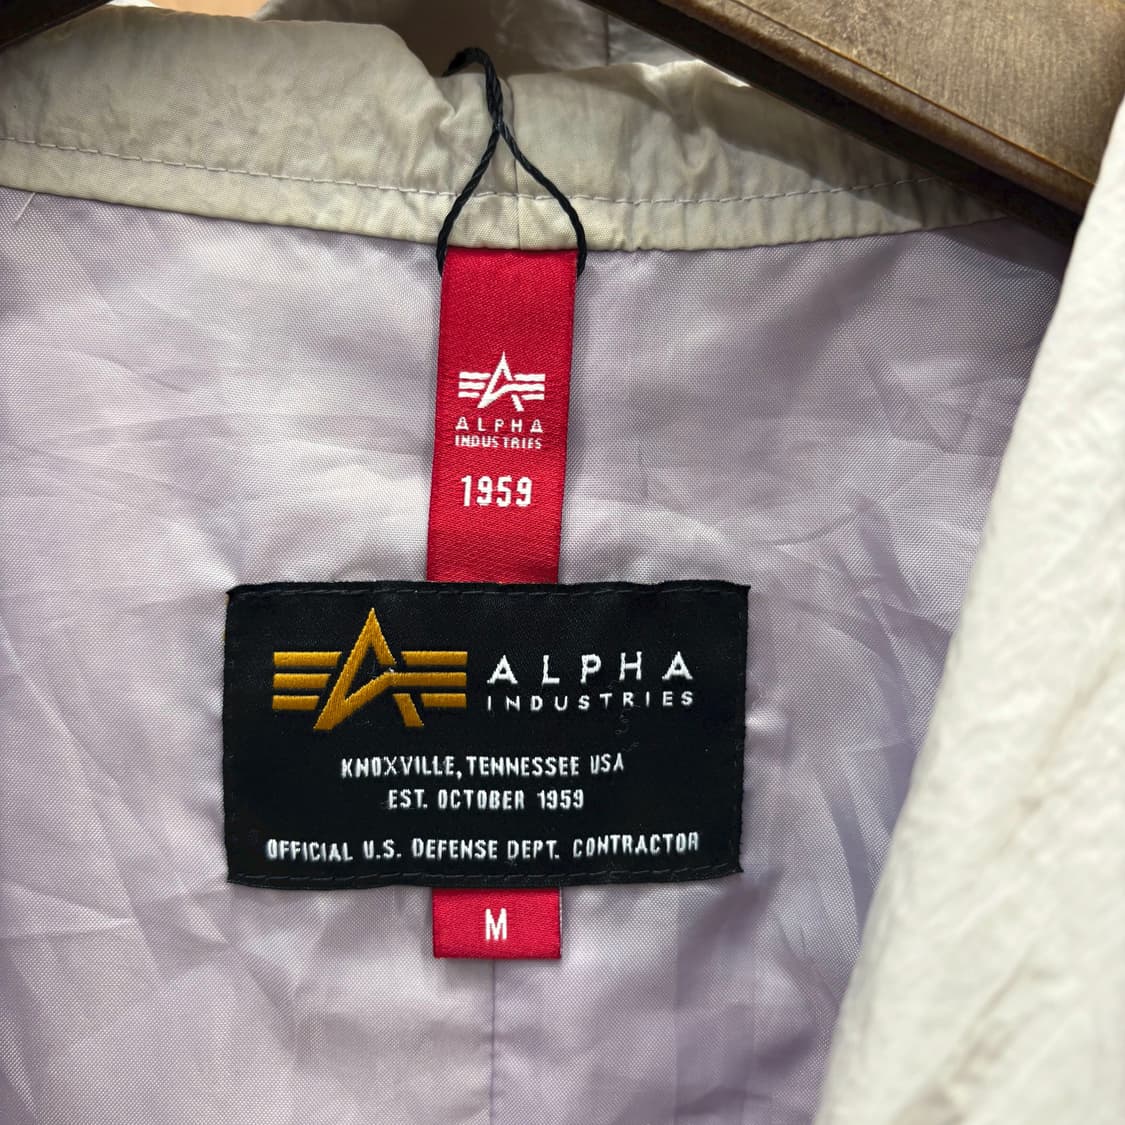 ALPHA
INDUSTRIES
1959
ALPHA
INDUSTRIES
KNOXVILLE, TENNESSEE USA
EST. OCTOBER 1959
OFFICIAL U.S. DEFENSE DEPT. CONTRACTOR
M